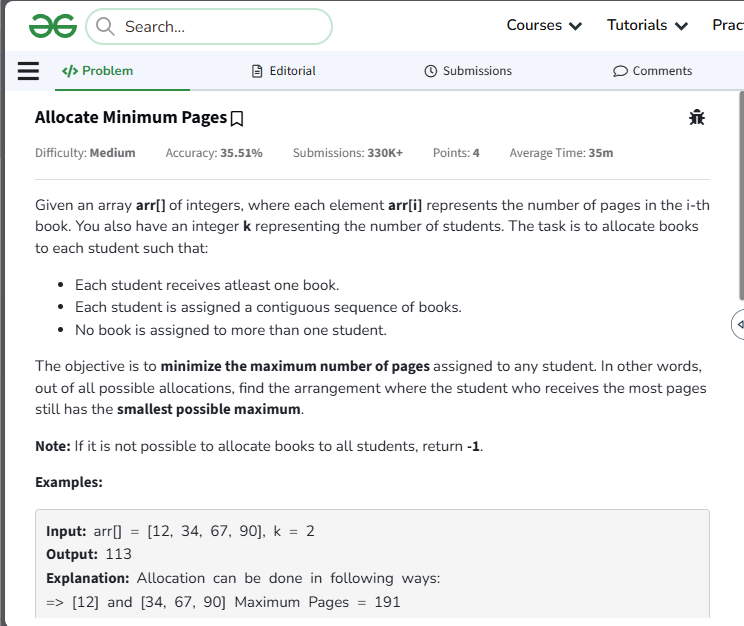 Search...
Courses
Tutorials
Prac
</> Problem
Editorial
Submissions
Comments
Allocate Minimum Pages
Difficulty: Medium Accuracy: 35.51% Submissions: 330K+ Points: 4 Average Time: 35m
Given an array arr[] of integers, where each element arr[i] represents the number of pages in the i-th
book. You also have an integer k representing the number of students. The task is to allocate books
to each student such that:
• Each student receives atleast one book.
• Each student is assigned a contiguous sequence of books.
• No book is assigned to more than one student.
The objective is to minimize the maximum number of pages assigned to any student. In other words,
out of all possible allocations, find the arrangement where the student who receives the most pages
still has the smallest possible maximum.
Note: If it is not possible to allocate books to all students, return -1.
Examples:
Input: arr[] = [12, 34, 67, 90], k = 2
Output: 113
Explanation: Allocation can be done in following ways:
=> [12] and [34, 67, 90] Maximum Pages = 191